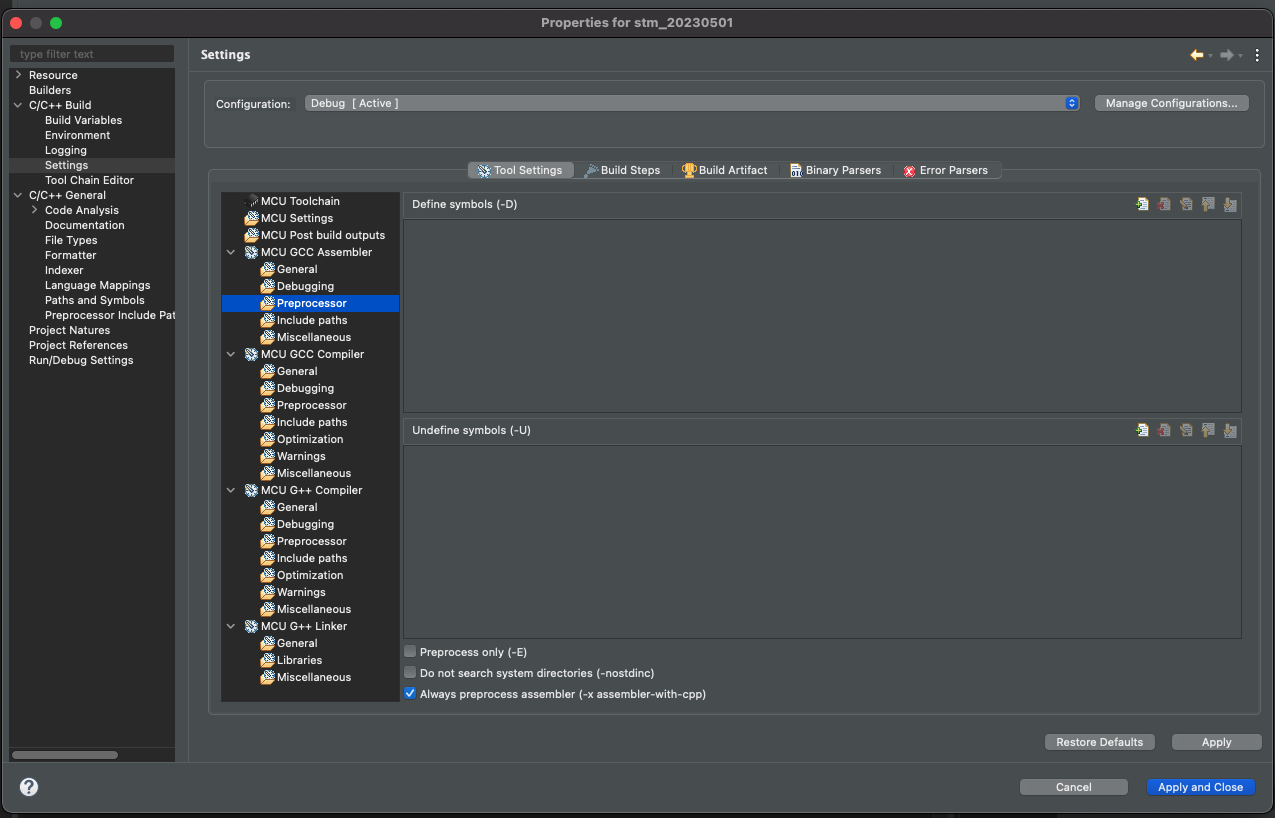 Properties for stm_20230501
type filter text
Resource
Builders
C/C++ Build
Build Variables
Environment
Logging
Settings
Tool Chain Editor
C/C++ General
Code Analysis
Documentation
File Types
Formatter
Indexer
Language Mappings
Paths and Symbols
Preprocessor Include Pat
Project Natures
Project References
Run/Debug Settings
Settings
Configuration:
Debug [ Active ]
Manage Configurations...
Tool Settings
Build Steps
Build Artifact
Binary Parsers
Error Parsers
MCU Toolchain
MCU Settings
MCU Post build outputs
MCU GCC Assembler
General
Debugging
Preprocessor
Include paths
Miscellaneous
MCU GCC Compiler
General
Debugging
Preprocessor
Include paths
Optimization
Warnings
Miscellaneous
MCU G++ Compiler
General
Debugging
Preprocessor
Include paths
Optimization
Warnings
Miscellaneous
MCU G++ Linker
General
Libraries
Miscellaneous
Define symbols (-D)
Undefine symbols (-U)
Preprocess only (-E)
Do not search system directories (-nostdinc)
Always preprocess assembler (-x assembler-with-cpp)
Restore Defaults
Apply
?
Cancel
Apply and Close